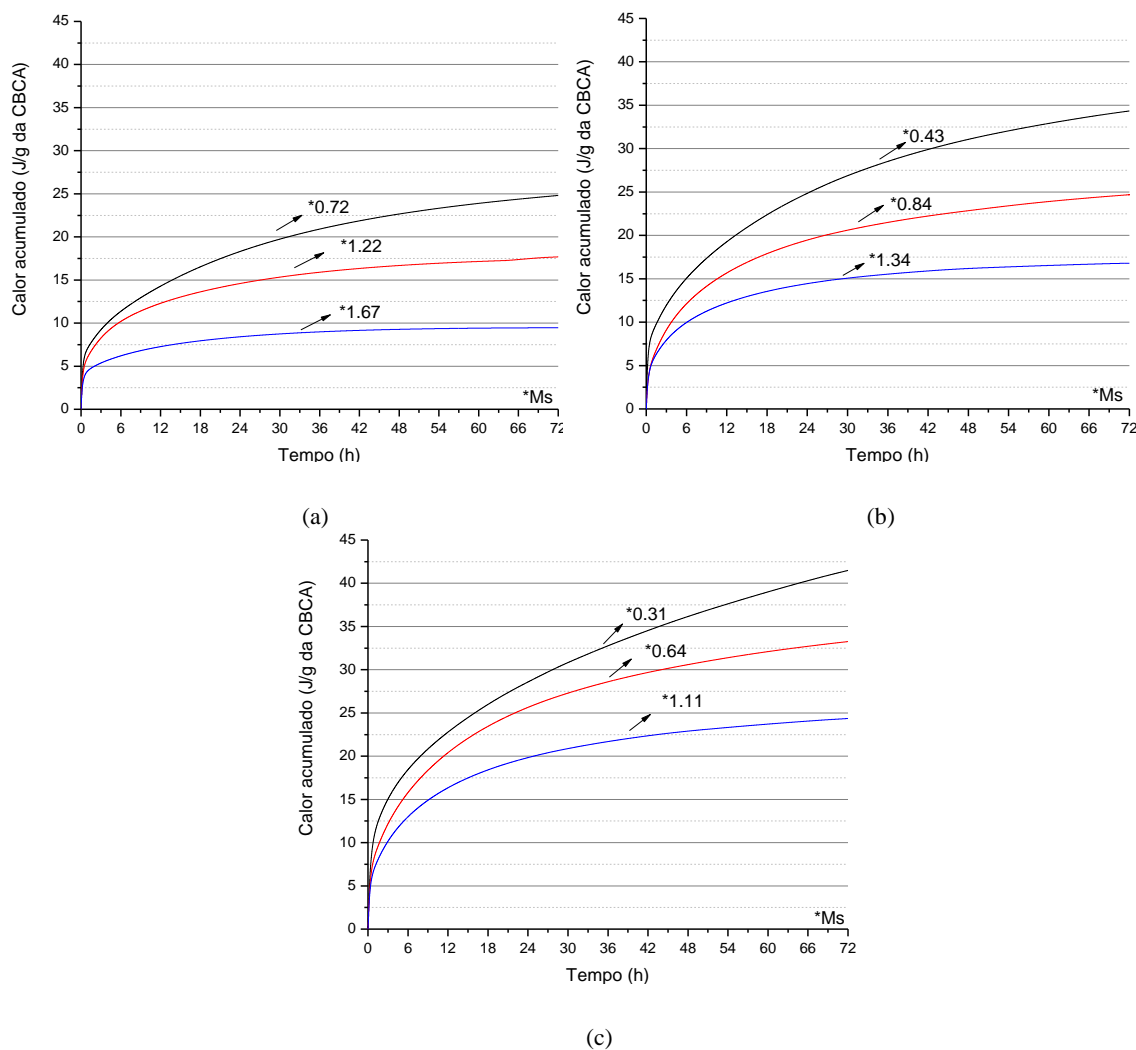 Calor acumulado (J/g da CBCA)
45
40
35
30
25
20
15
10
5
0
*0.72
*1.22
*1.67
*Ms
0 6 12 18 24 30 36 42 48 54 60 66 72
Tempo (h)
(a)
Calor acumulado (J/g da CBCA)
45
40
35
30
25
20
15
10
5
0
*0.43
*0.84
*1.34
*Ms
0 6 12 18 24 30 36 42 48 54 60 66 72
Tempo (h)
(b)
Calor acumulado (J/g da CBCA)
45
40
35
30
25
20
15
10
5
0
*0.31
*0.64
*1.11
*Ms
0 6 12 18 24 30 36 42 48 54 60 66 72
Tempo (h)
(c)